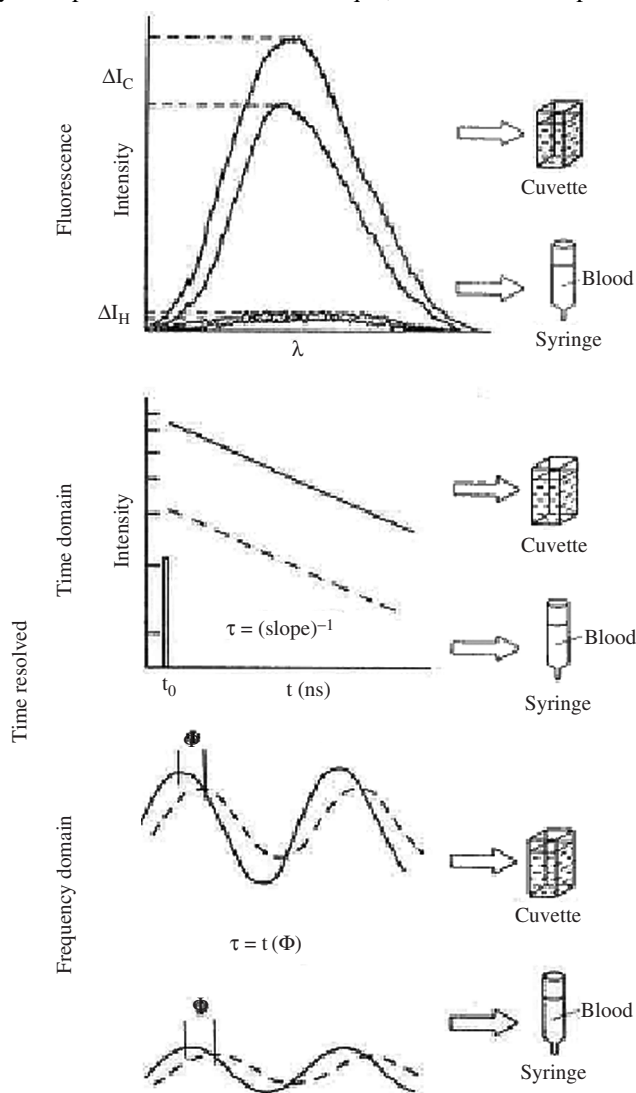 ΔI_C
Fluorescence
Intensity
Cuvette
Blood
ΔI_H
Syringe
λ
Time resolved
Time domain
Intensity
Cuvette
τ = (slope)⁻¹
Blood
t₀
t (ns)
Syringe
Φ
Frequency domain
Cuvette
τ = t (Φ)
Φ
Blood
Syringe